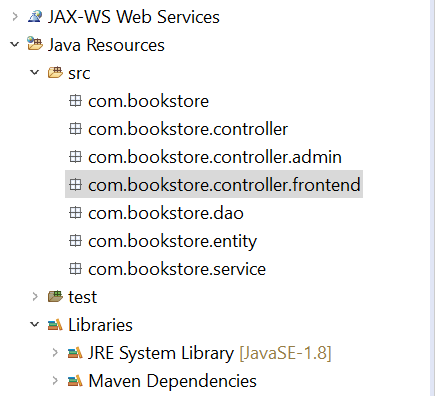 JAX-WS Web Services
Java Resources
src
com.bookstore
com.bookstore.controller
com.bookstore.controller.admin
com.bookstore.controller.frontend
com.bookstore.dao
com.bookstore.entity
com.bookstore.service
test
Libraries
JRE System Library [JavaSE-1.8]
Maven Dependencies